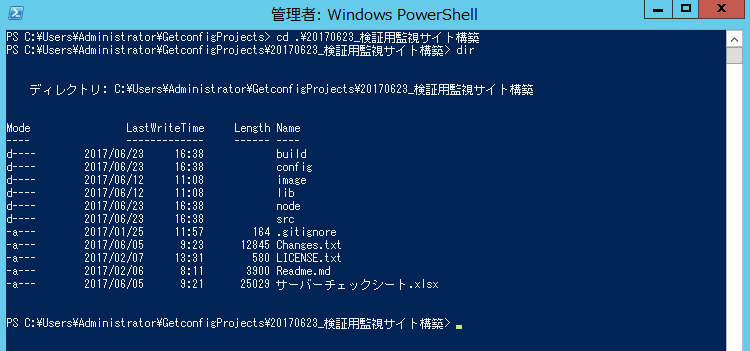 管理者: Windows PowerShell
PS C:¥Users¥Administrator¥GetconfigProjects> cd .¥20170623_検証用監視サイト構築
PS C:¥Users¥Administrator¥GetconfigProjects¥20170623_検証用監視サイト構築> dir
ディレクトリ: C:¥Users¥Administrator¥GetconfigProjects¥20170623_検証用監視サイト構築
Mode LastWriteTime Length Name
---- ------------- ------ ----
d---- 2017/06/23 16:38 build
d---- 2017/06/23 16:38 config
d---- 2017/06/12 11:08 image
d---- 2017/06/12 11:08 lib
d---- 2017/06/23 16:38 node
d---- 2017/06/23 16:38 src
-a--- 2017/01/25 11:57 164 .gitignore
-a--- 2017/06/05 9:23 12845 Changes.txt
-a--- 2017/02/07 13:31 580 LICENSE.txt
-a--- 2017/02/06 8:11 3900 Readme.md
-a--- 2017/06/05 9:21 25029 サーバーチェックシート.xlsx
PS C:¥Users¥Administrator¥GetconfigProjects¥20170623_検証用監視サイト構築>